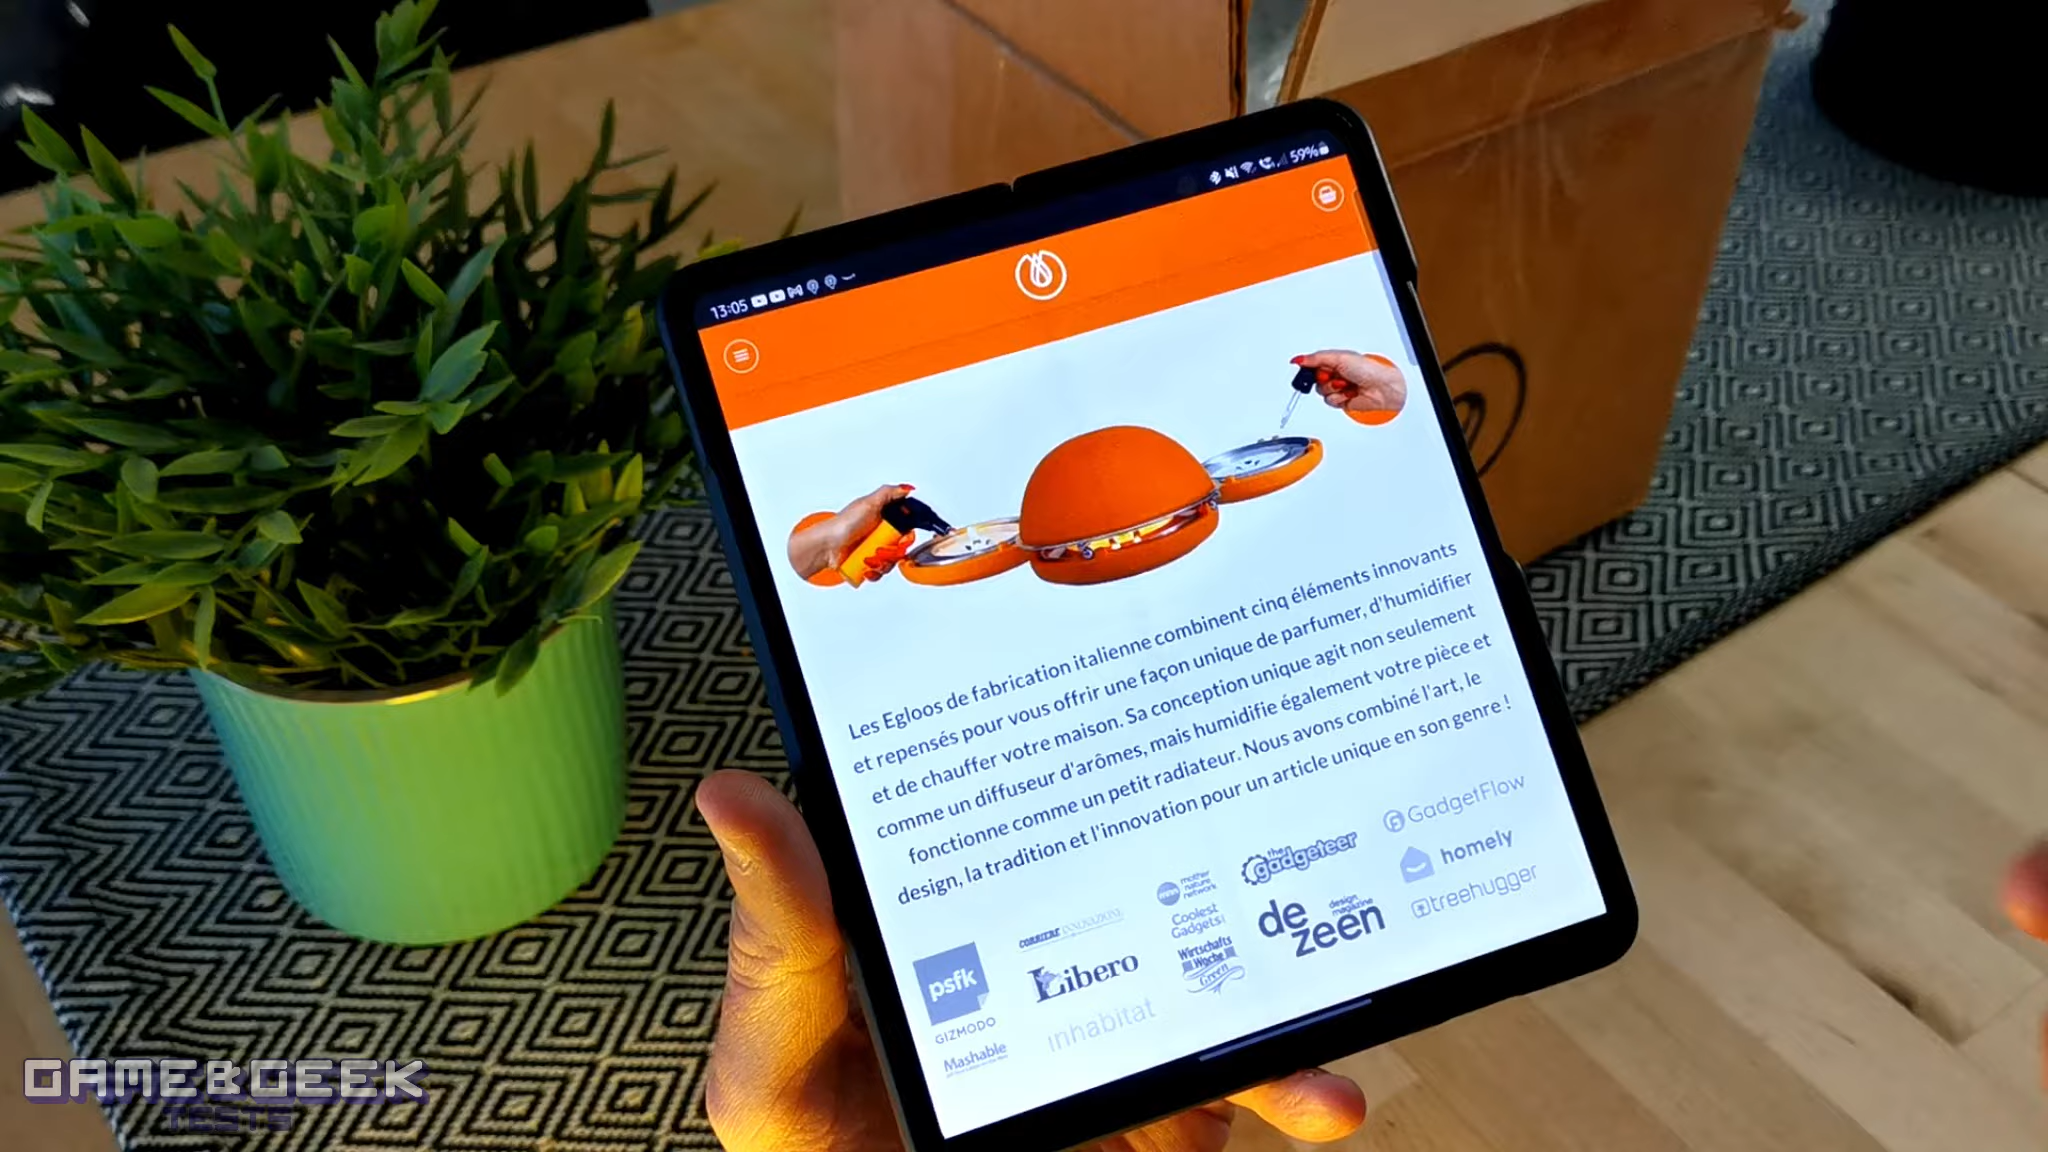 13:05
59%
Les Egloos de fabrication italienne combinent cinq éléments innovants
et repensés pour vous offrir une façon unique de parfumer, d'humidifier
et de chauffer votre maison. Sa conception unique agit non seulement
comme un diffuseur d'arômes, mais humidifie également votre pièce et
fonctionne comme un petit radiateur. Nous avons combiné l'art, le
design, la tradition et l'innovation pour un article unique en son genre !
psfk
GIZMODO
Mashable
CORRIERE INNOVAZIONE
Libero
inhabitat
mother
nature
network
Coolest
Gadgets
Wirtschafts
Woche
Green
the
gadgeteer
de
zeen
design
magazine
GadgetFlow
homely
treehugger
GAME&GEEK
TESTS